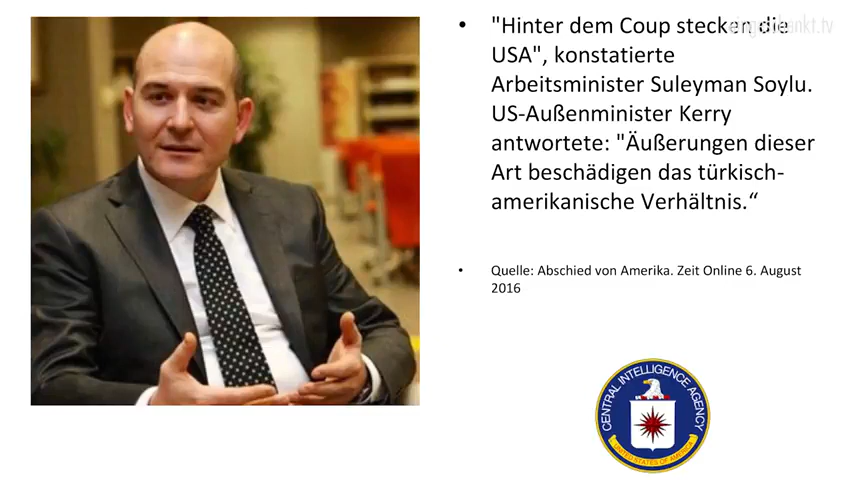 eingeschenkt.tv
• "Hinter dem Coup stecken die
USA", konstatierte
Arbeitsminister Suleyman Soylu.
US-Außenminister Kerry
antwortete: "Äußerungen dieser
Art beschädigen das türkisch-
amerikanische Verhältnis.“
• Quelle: Abschied von Amerika. Zeit Online 6. August
2016
CENTRAL INTELLIGENCE AGENCY
UNITED STATES OF AMERICA